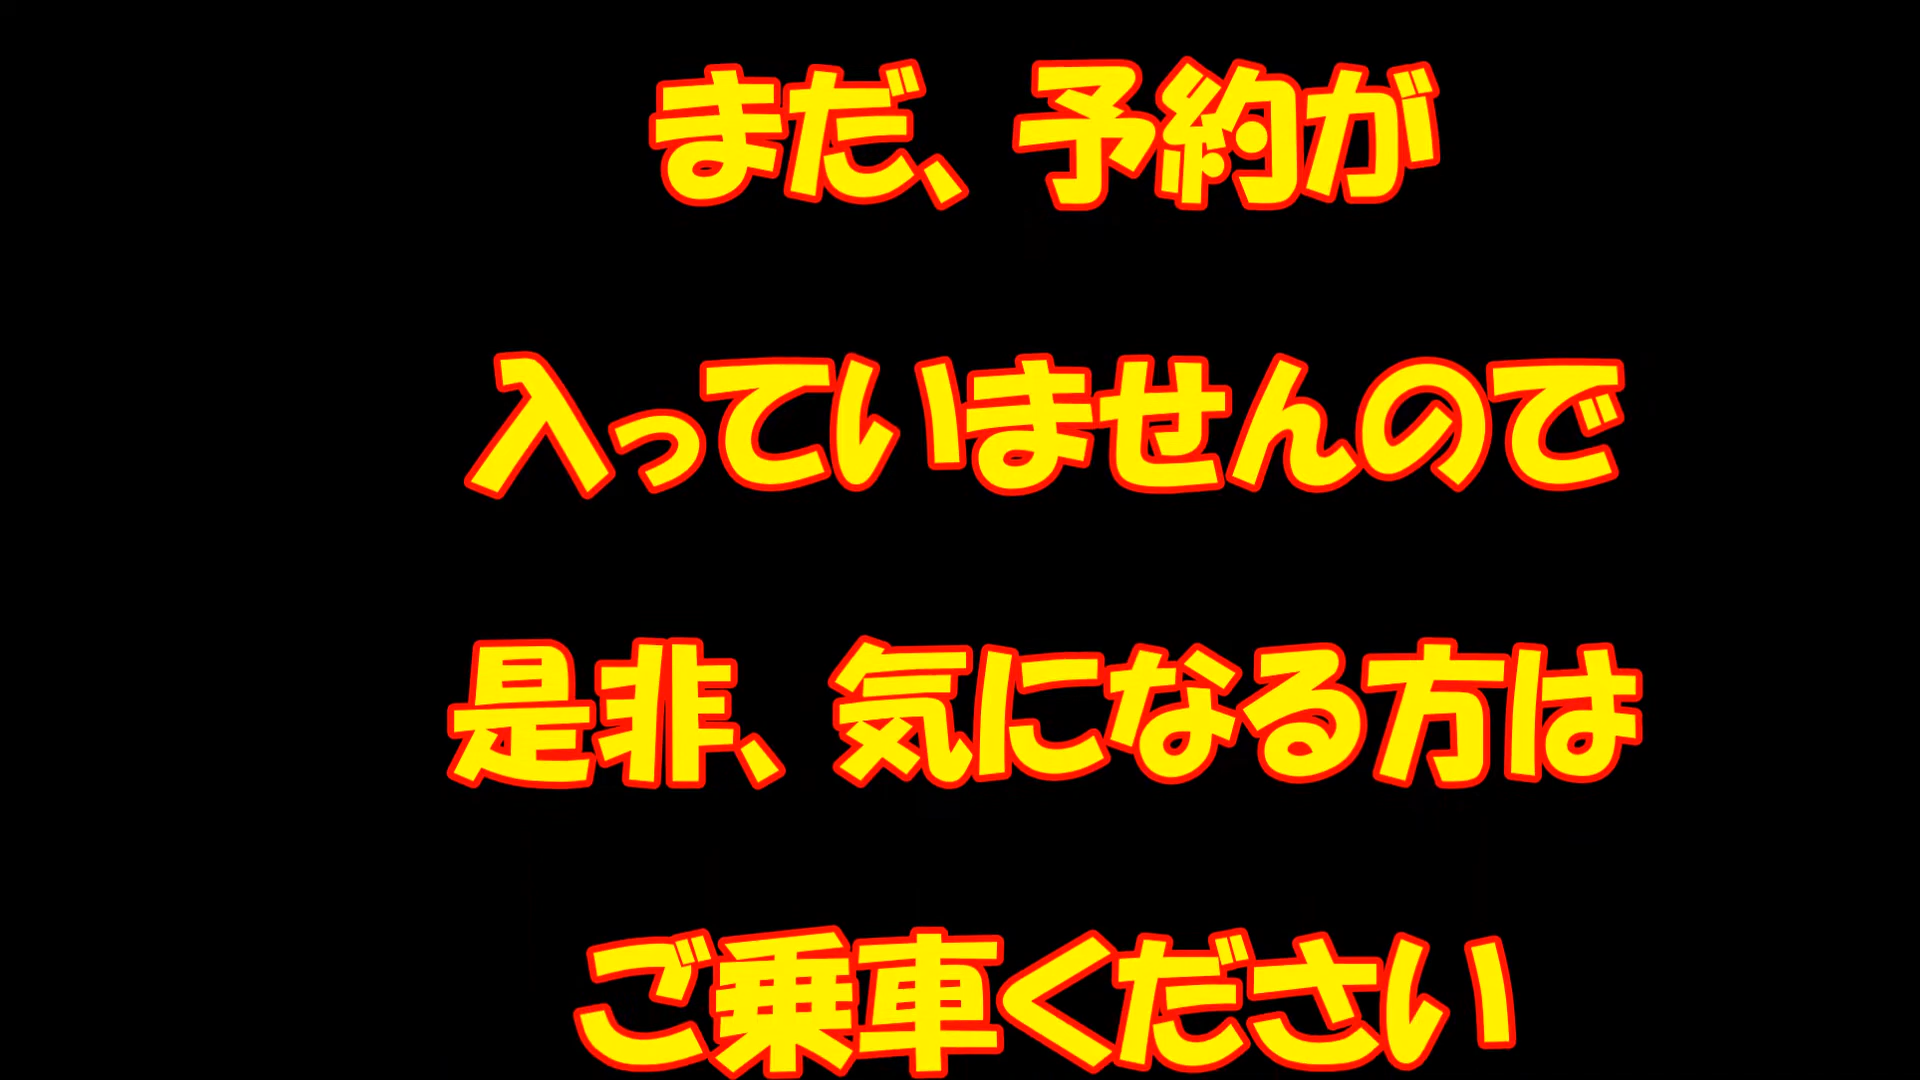 まだ、予約が
入っていませんので
是非、気になる方は
ご乗車ください